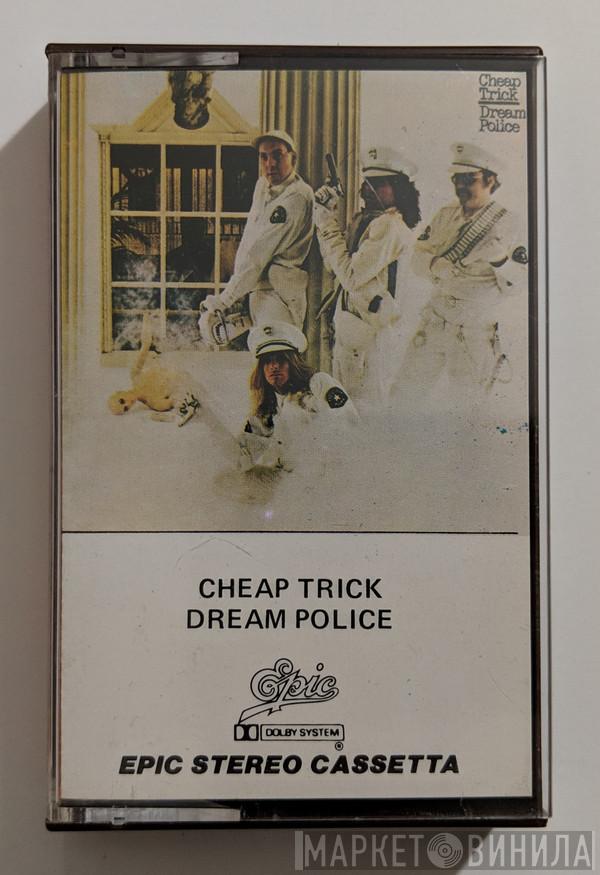 Cheap
Trick
Dream
Police
CHEAP TRICK
DREAM POLICE
Epic
DOLBY SYSTEM
®
EPIC STEREO CASSETTA
МАРКЕТ ВИНИЛА